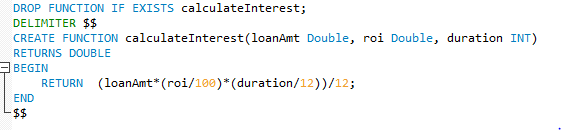 DROP FUNCTION IF EXISTS calculateInterest;
DELIMITER $$
CREATE FUNCTION calculateInterest(loanAmt Double, roi Double, duration INT)
RETURNS DOUBLE
BEGIN
    RETURN  (loanAmt*(roi/100)*(duration/12))/12;
END
$$